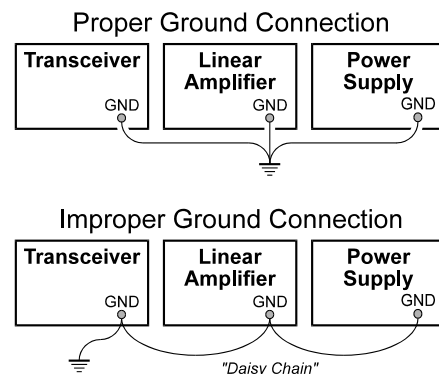 Proper Ground Connection
Transceiver
Linear
Amplifier
Power
Supply
GND
GND
GND
Improper Ground Connection
Transceiver
Linear
Amplifier
Power
Supply
GND
GND
GND
"Daisy Chain"